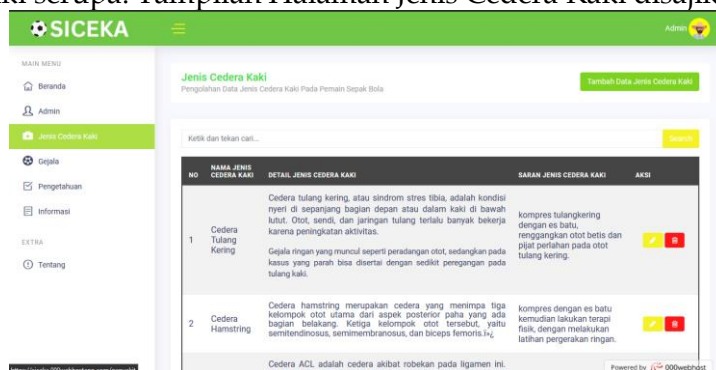 ki serupa. Tampilan Halaman Jenis Cedera Kaki disajik
SICEKA
Admin
MAIN MENU
Beranda
Admin
Jenis Cedera Kaki
Gejala
Pengetahuan
Informasi
EXTRA
Tentang
Jenis Cedera Kaki
Pengolahan Data Jenis Cedera Kaki Pada Pemain Sepak Bola
Tambah Data Jenis Cedera Kaki
Ketik dan tekan cari...
Search
NO
NAMA JENIS
CEDERA KAKI
DETAIL JENIS CEDERA KAKI
SARAN JENIS CEDERA KAKI
AKSI
1
Cedera
Tulang
Kering
Cedera tulang kering, atau sindrom stres tibia, adalah kondisi
nyeri di sepanjang bagian depan atau dalam kaki di bawah
lutut. Otot, sendi, dan jaringan tulang terlalu banyak bekerja
karena peningkatan aktivitas.
Gejala ringan yang muncul seperti peradangan otot, sedangkan pada
kasus yang parah bisa disertai dengan sedikit peregangan pada
tulang kaki.
kompres tulangkering
dengan es batu,
renggangkan otot betis dan
pijat perlahan pada otot
tulang kering.
2
Cedera
Hamstring
Cedera hamstring merupakan cedera yang menimpa tiga
kelompok otot utama dari aspek posterior paha yang ada
bagian belakang. Ketiga kelompok otot tersebut, yaitu
semitendinosus, semimembranosus, dan biceps femoris.ï»¿
kompres dengan es batu
kemudian lakukan terapi
fisik, dengan melakukan
latihan pergerakan ringan.
Cedera ACL adalah cedera akibat robekan pada ligamen ini.
Powered by 000webhost